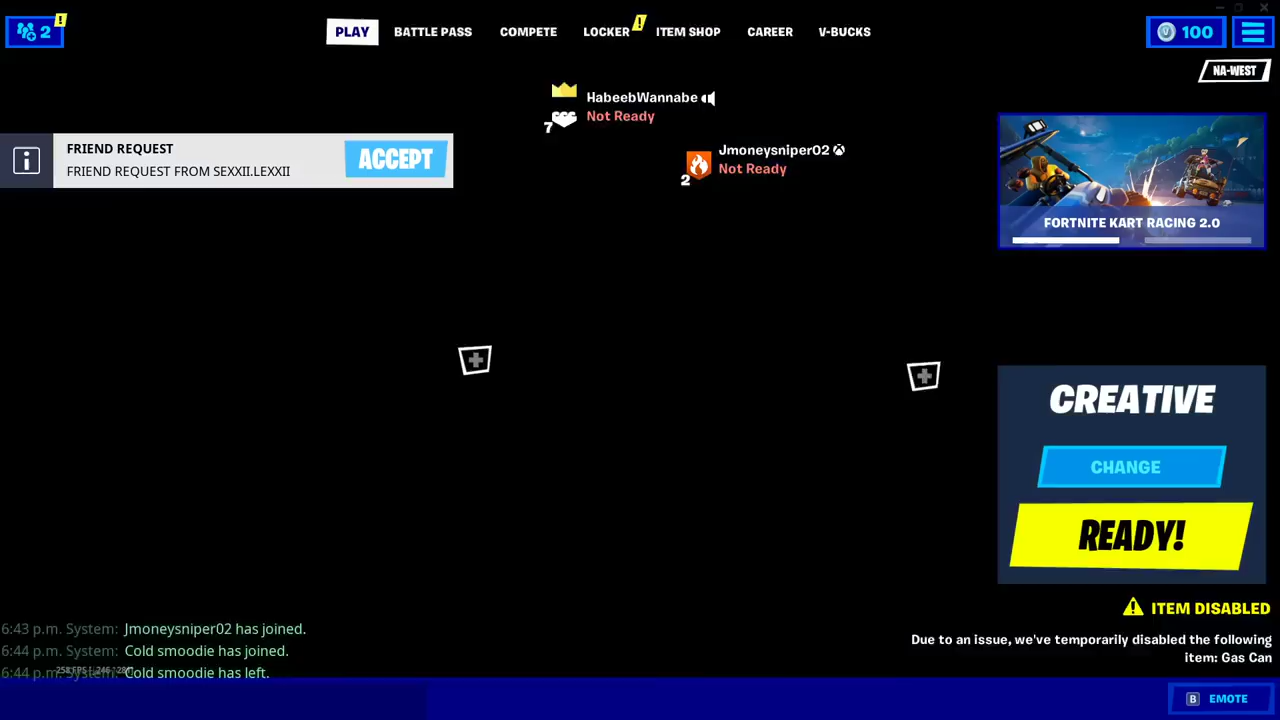 2
!
PLAY
BATTLE PASS
COMPETE
LOCKER
!
ITEM SHOP
CAREER
V-BUCKS
V
100
NA-WEST
HabeebWannabe
Not Ready
7
Jmoneysniper02
Not Ready
2
FRIEND REQUEST
FRIEND REQUEST FROM SEXXII.LEXXII
ACCEPT
FORTNITE KART RACING 2.0
CREATIVE
CHANGE
READY!
ITEM DISABLED
Due to an issue, we've temporarily disabled the following
item: Gas Can
6:43 p.m. System: Jmoneysniper02 has joined.
6:44 p.m. System: Cold smoodie has joined.
6:44 p.m. System: Cold smoodie has left.
B EMOTE